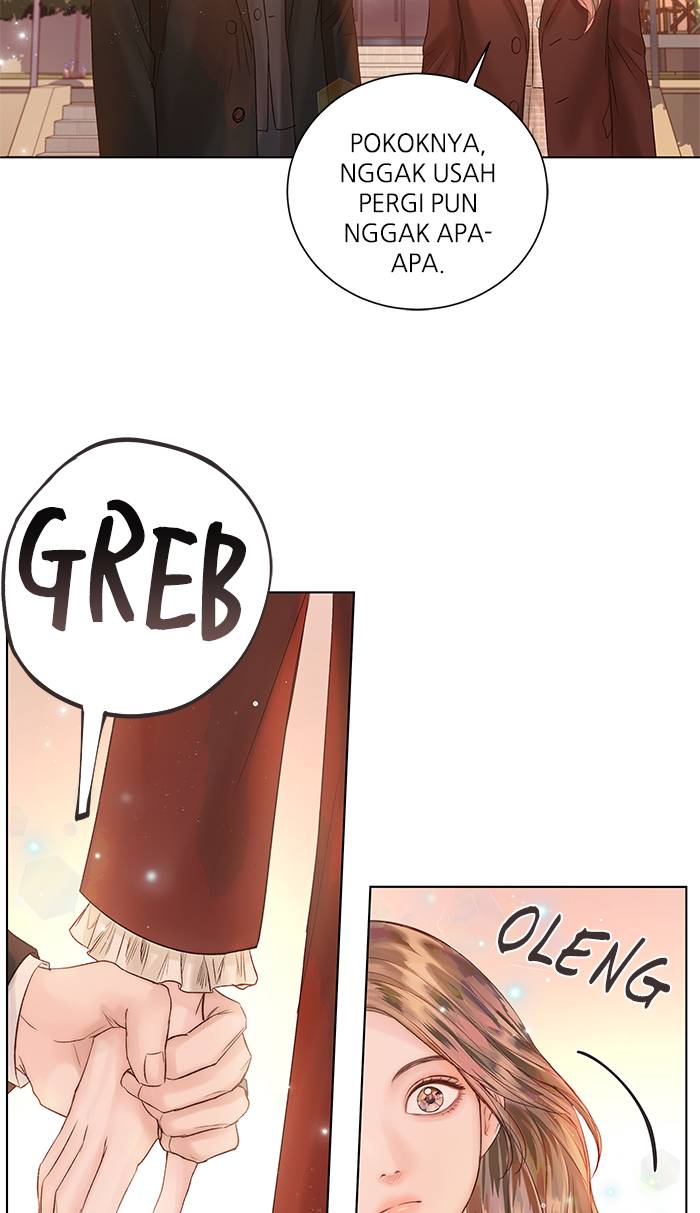 POKOKNYA,
NGGAK USAH
PERGI PUN
NGGAK APA-
APA.
GREB
OLENG